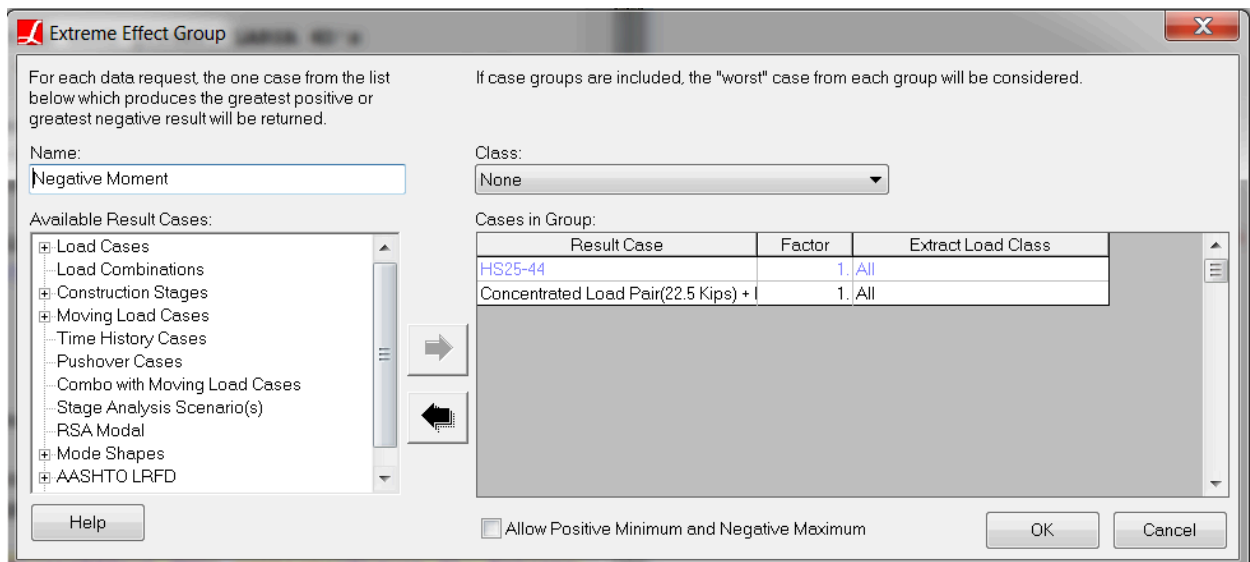 Extreme Effect Group
For each data request, the one case from the list
below which produces the greatest positive or
greatest negative result will be returned.
If case groups are included, the "worst" case from each group will be considered.
Name:
Negative Moment
Class:
None
Available Result Cases:
Load Cases
Load Combinations
Construction Stages
Moving Load Cases
Time History Cases
Pushover Cases
Combo with Moving Load Cases
Stage Analysis Scenario(s)
RSA Modal
Mode Shapes
AASHTO LRFD
Cases in Group:
Result Case Factor Extract Load Class
HS25-44 1. All
Concentrated Load Pair(22.5 Kips) + 1. All
Help
Allow Positive Minimum and Negative Maximum
OK
Cancel